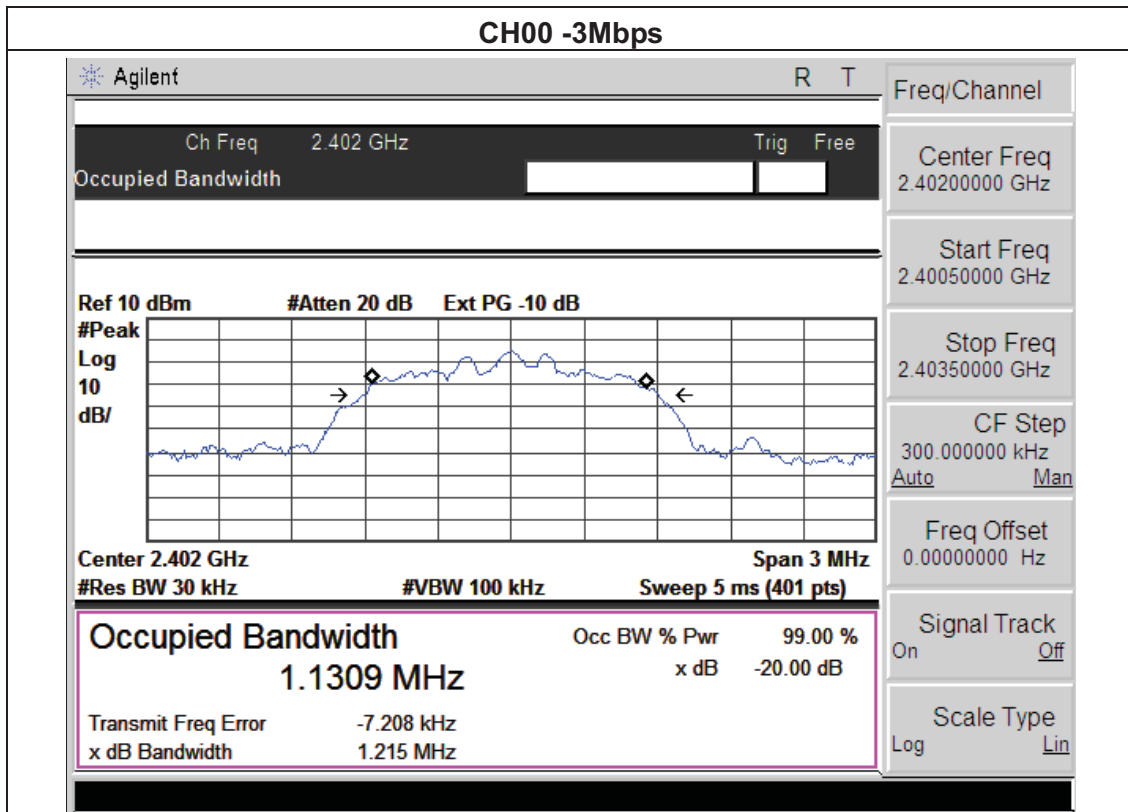 CH00 -3Mbps
Agilent
R T
Ch Freq 2.402 GHz
Trig Free
Occupied Bandwidth
Ref 10 dBm #Atten 20 dB Ext PG -10 dB
#Peak
Log
10
dB/
Center 2.402 GHz Span 3 MHz
#Res BW 30 kHz #VBW 100 kHz Sweep 5 ms (401 pts)
Occupied Bandwidth
1.1309 MHz
Occ BW % Pwr 99.00 %
x dB -20.00 dB
Transmit Freq Error -7.208 kHz
x dB Bandwidth 1.215 MHz
Freq/Channel
Center Freq
2.40200000 GHz
Start Freq
2.40050000 GHz
Stop Freq
2.40350000 GHz
CF Step
300.000000 kHz
Auto Man
Freq Offset
0.00000000 Hz
Signal Track
On Off
Scale Type
Log Lin